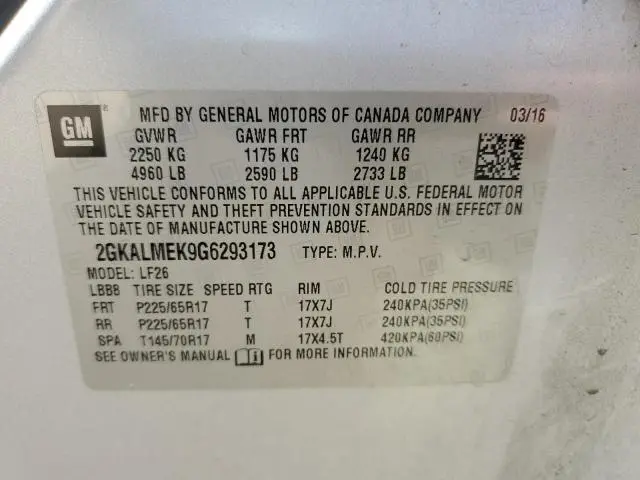 GM ® MFD BY GENERAL MOTORS OF CANADA COMPANY 03/16
GVWR GAWR FRT GAWR RR
2250 KG 1175 KG 1240 KG
4960 LB 2590 LB 2733 LB
THIS VEHICLE CONFORMS TO ALL APPLICABLE U.S. FEDERAL MOTOR
VEHICLE SAFETY AND THEFT PREVENTION STANDARDS IN EFFECT ON
THE DATE OF MANUFACTURE SHOWN ABOVE.
2GKALMEK9G6293173 TYPE: M.P.V.
MODEL: LF26
LBB8 TIRE SIZE SPEED RTG RIM COLD TIRE PRESSURE
FRT P225/65R17 T 17X7J 240KPA(35PSI)
RR P225/65R17 T 17X7J 240KPA(35PSI)
SPA T145/70R17 M 17X4.5T 420KPA(60PSI)
SEE OWNER'S MANUAL FOR MORE INFORMATION